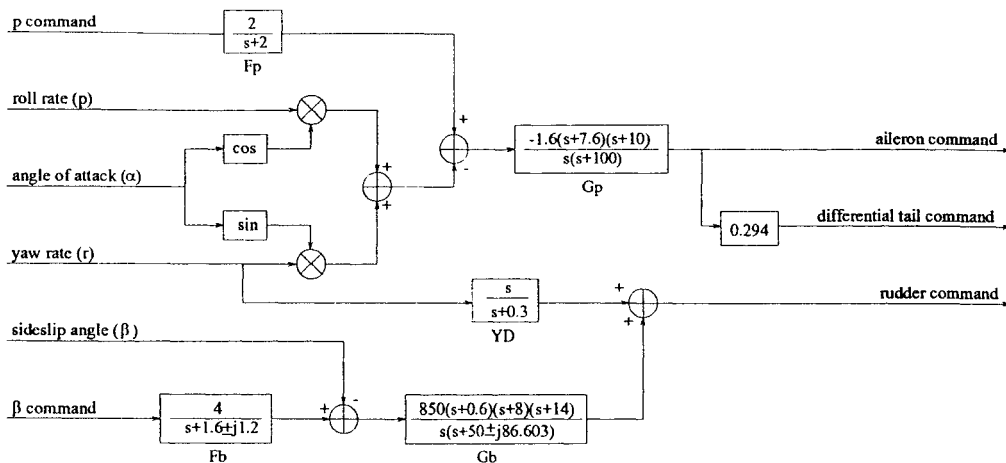 p command
2
s+2
Fp
roll rate (p)
cos
angle of attack (α)
sin
yaw rate (r)
+
+
+
-
-1.6(s+7.6)(s+10)
s(s+100)
Gp
aileron command
0.294
differential tail command
s
s+0.3
YD
+
+
rudder command
sideslip angle (β)
-
+
β command
4
s+1.6±j1.2
Fb
850(s+0.6)(s+8)(s+14)
s(s+50±j86.603)
Gb